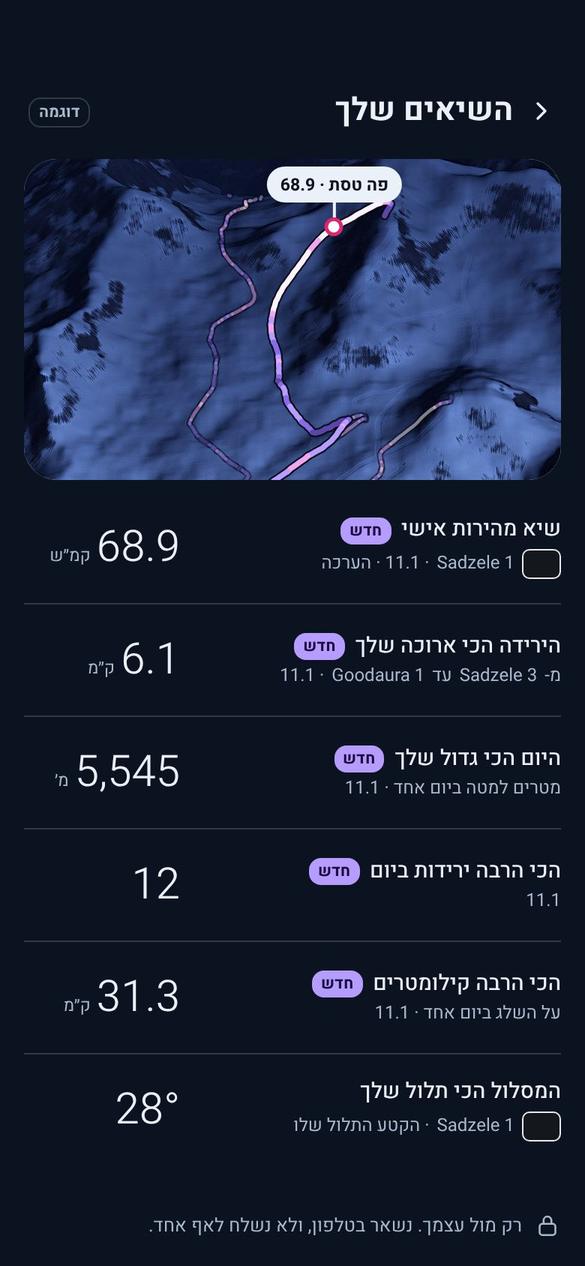 השיאים שלך
דוגמה
פה טסת · 68.9
שיא מהירות אישי חדש
Sadzele 1 · 11.1 · הערכה
68.9 קמ״ש
הירידה הכי ארוכה שלך חדש
מ- Sadzele 3 עד Goodaura 1 · 11.1
6.1 ק״מ
היום הכי גדול שלך חדש
מטרים למטה ביום אחד · 11.1
5,545 מ׳
הכי הרבה ירידות ביום חדש
11.1
12
הכי הרבה קילומטרים חדש
על השלג ביום אחד · 11.1
31.3 ק״מ
המסלול הכי תלול שלך
Sadzele 1 · הקטע התלול שלו
28°
רק מול עצמך. נשאר בטלפון, ולא נשלח לאף אחד.